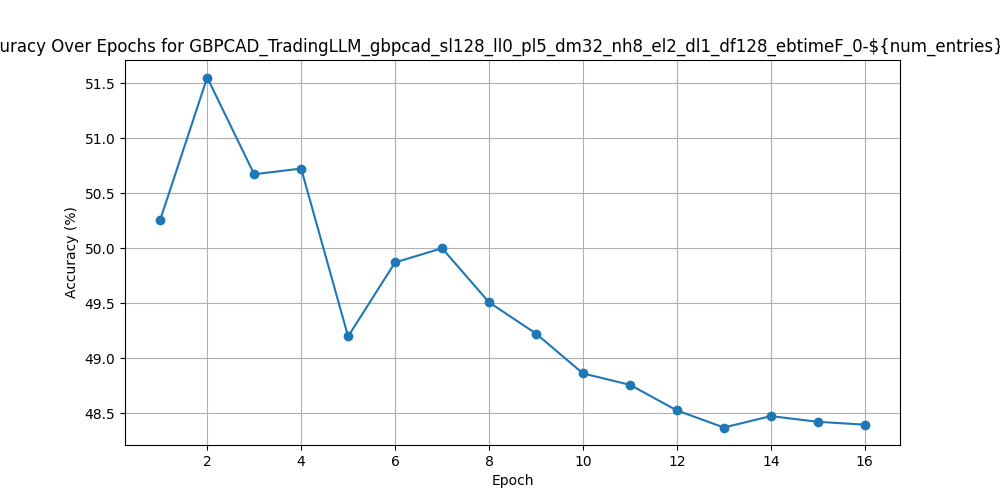 uracy Over Epochs for GBPCAD_TradingLLM_gbpcad_sl128_ll0_pl5_dm32_nh8_el2_dl1_df128_ebtimeF_0-${num_entries}
51.5
51.0
50.5
50.0
49.5
49.0
48.5
Accuracy (%)
2 4 6 8 10 12 14 16
Epoch